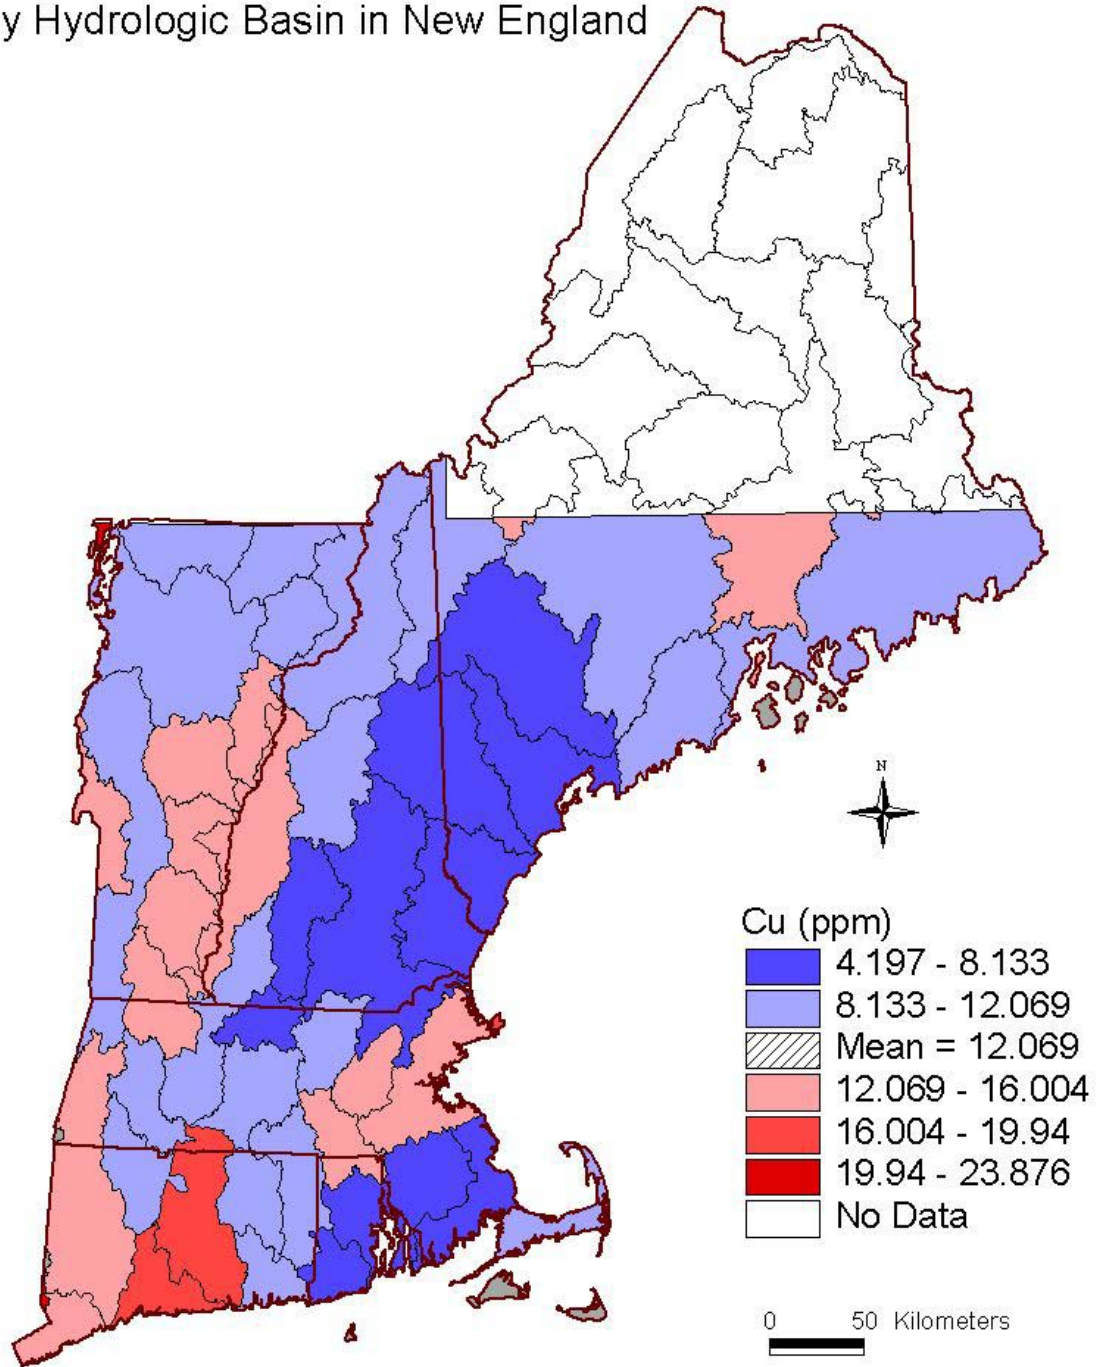 y Hydrologic Basin in New England
N
Cu (ppm)
4.197 - 8.133
8.133 - 12.069
Mean = 12.069
12.069 - 16.004
16.004 - 19.94
19.94 - 23.876
No Data
0 50 Kilometers